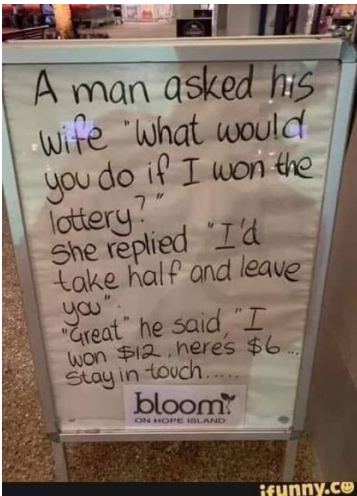 A man asked his
wife "What would
you do if I won the
lottery?"
She replied "I'd
take half and leave
you".
"Great" he said, "I
won $12, heres $6...
Stay in touch.....
bloom
ON HOPE ISLAND
ifunny.co